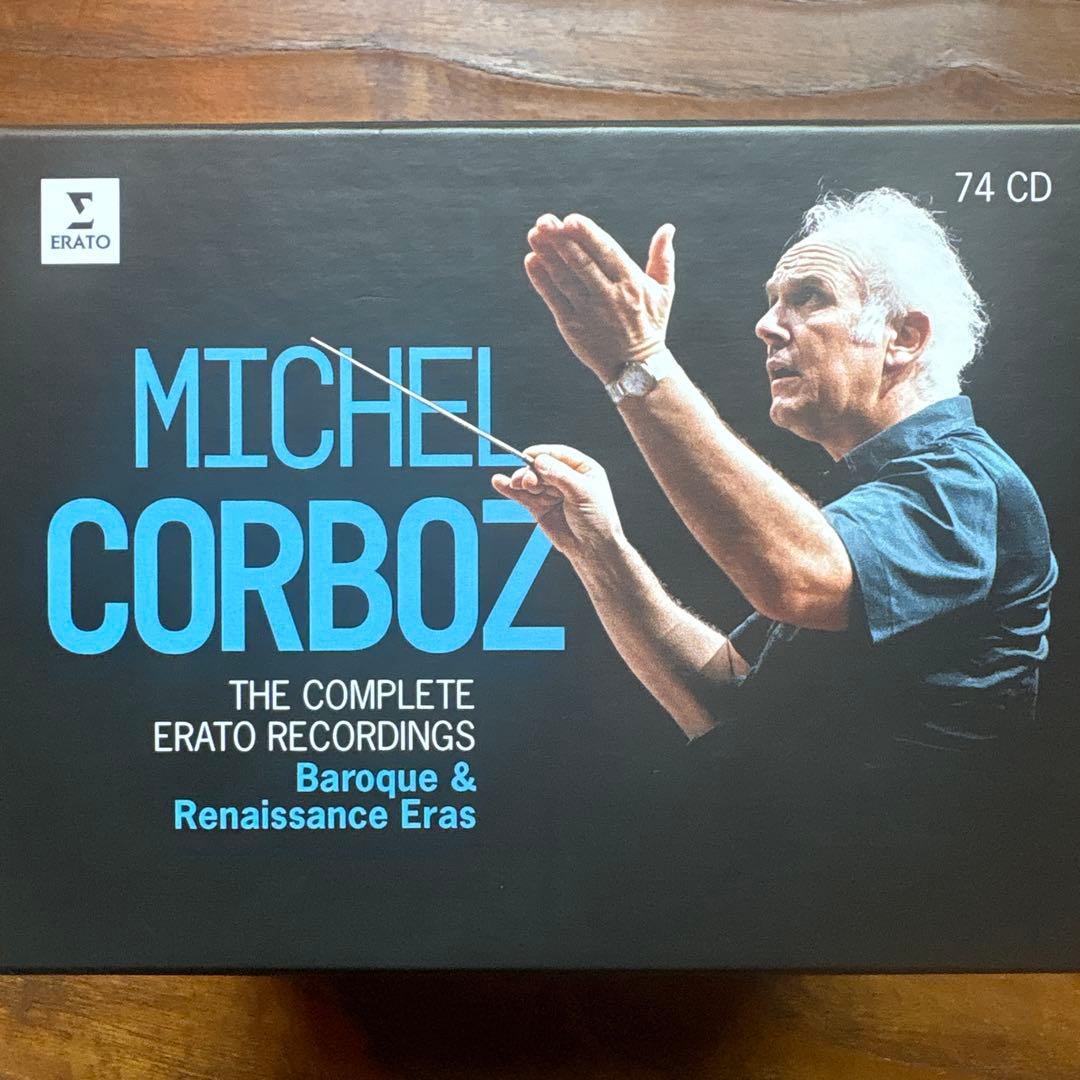 74 CD
ERATO
MICHEL
CORBOZ
THE COMPLETE
ERATO RECORDINGS
Baroque &
Renaissance Eras